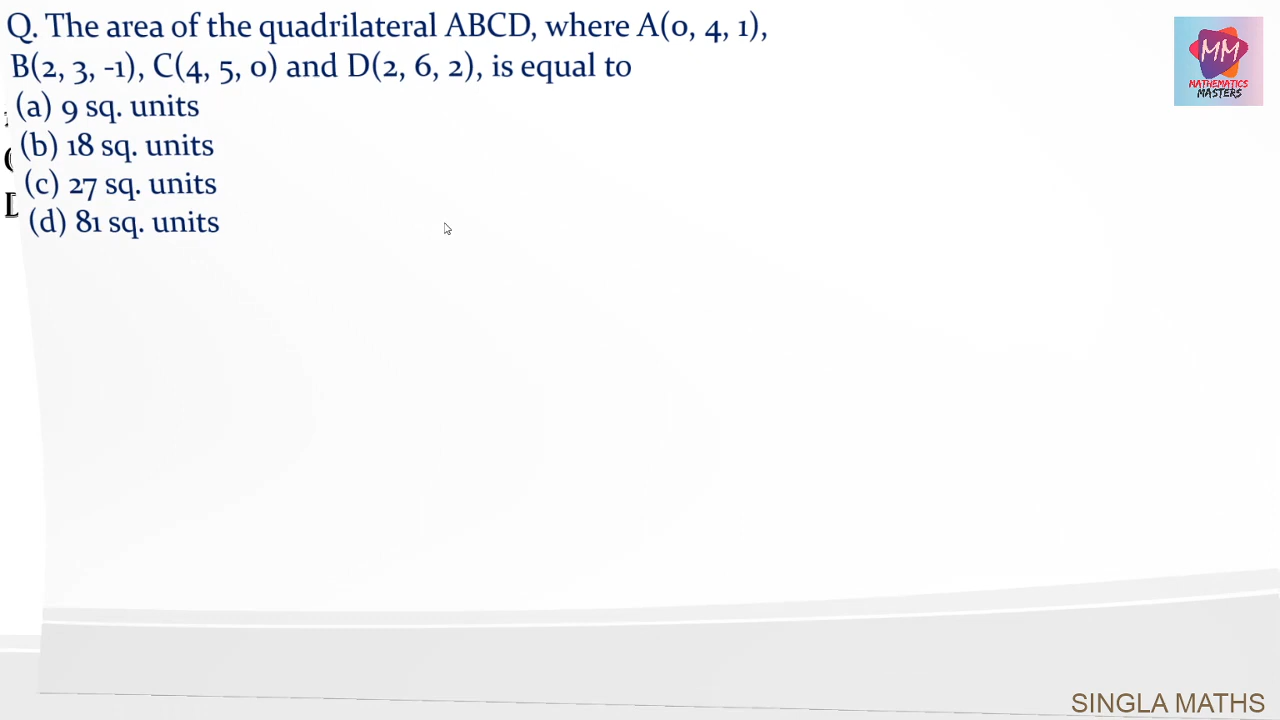 Q. The area of the quadrilateral ABCD, where A(0, 4, 1),
B(2, 3, -1), C(4, 5, 0) and D(2, 6, 2), is equal to
(a) 9 sq. units
(b) 18 sq. units
(c) 27 sq. units
(d) 81 sq. units
MM
MATHEMATICS
MASTERS
SINGLA MATHS